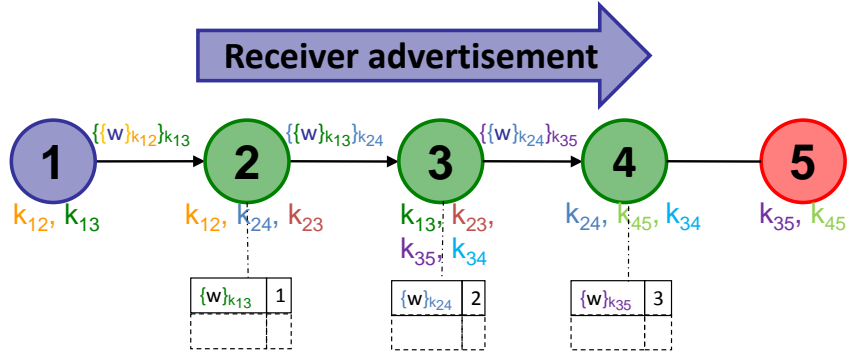 Receiver advertisement
{{w}k12}k13 {{w}k13}k24 {{w}k24}k35
1 2 3 4 5
k12, k13 k12, k24, k23 k13, k23, k24, k45, k34 k35, k45
k35, k34
{w}k13 1 {w}k24 2 {w}k35 3